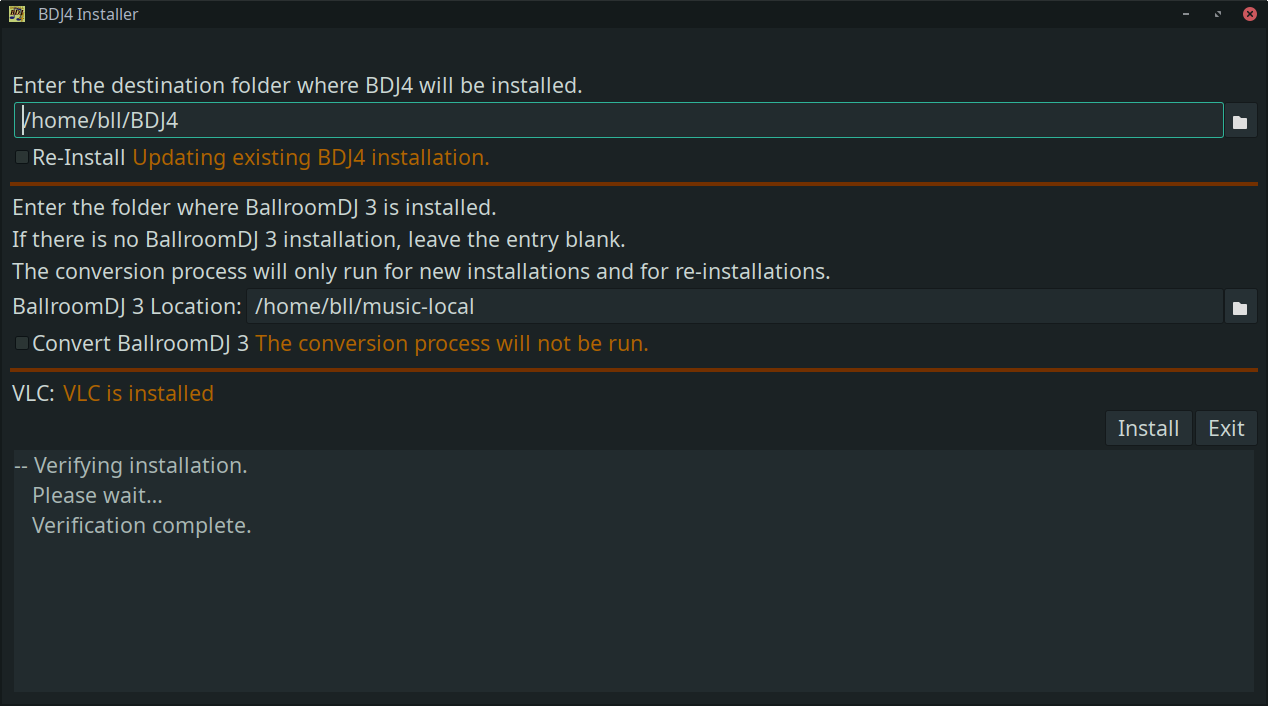 BDJ4 Installer
Enter the destination folder where BDJ4 will be installed.
/home/bll/BDJ4
Re-Install Updating existing BDJ4 installation.
Enter the folder where BallroomDJ 3 is installed.
If there is no BallroomDJ 3 installation, leave the entry blank.
The conversion process will only run for new installations and for re-installations.
BallroomDJ 3 Location: /home/bll/music-local
Convert BallroomDJ 3 The conversion process will not be run.
VLC: VLC is installed
Install Exit
-- Verifying installation.
Please wait...
Verification complete.